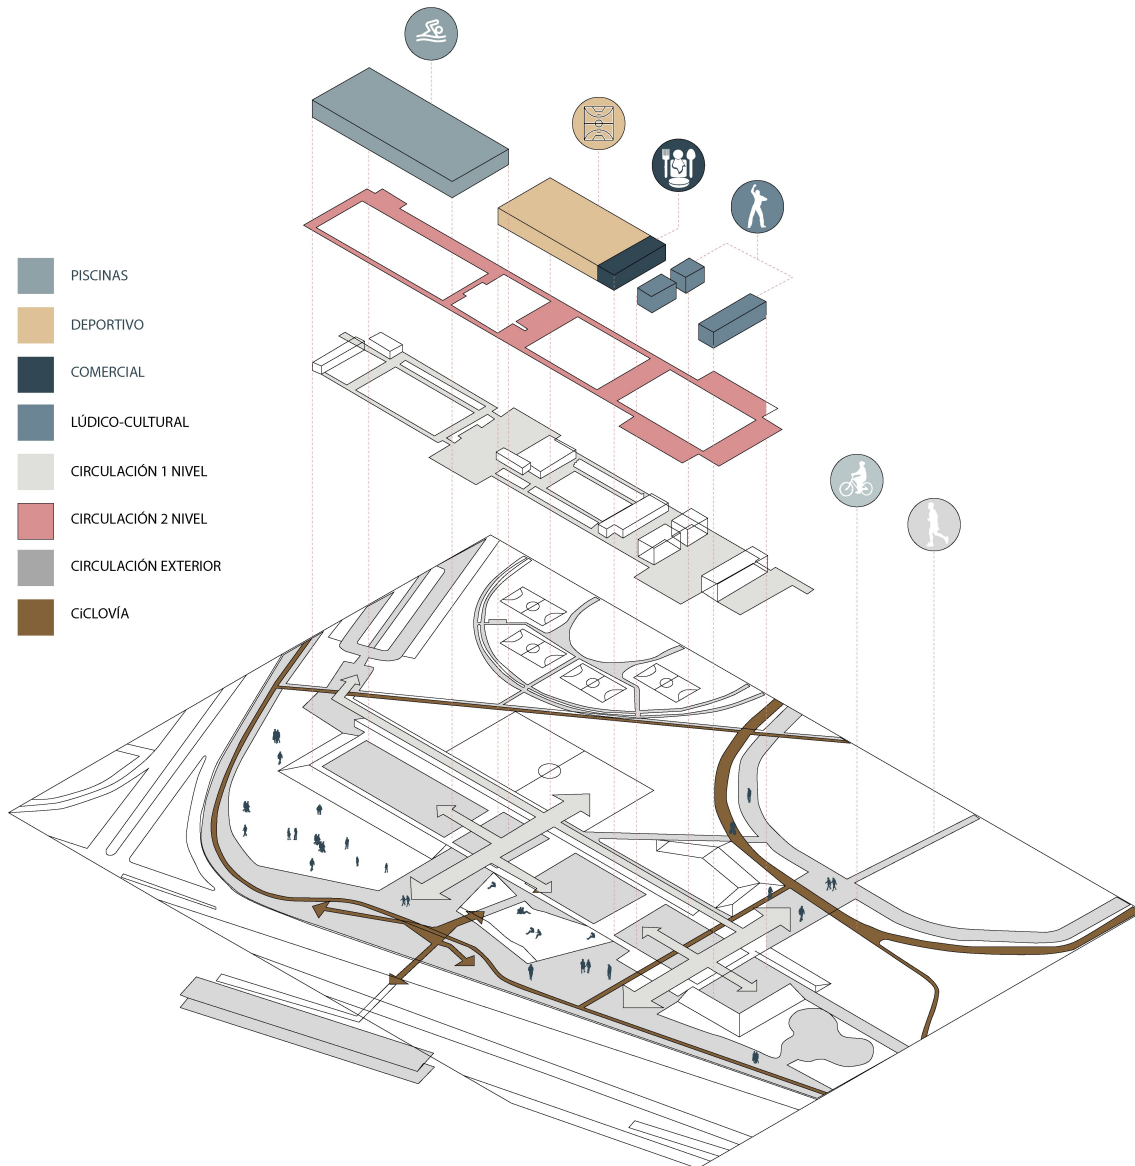 PISCINAS
DEPORTIVO
COMERCIAL
LÚDICO-CULTURAL
CIRCULACIÓN 1 NIVEL
CIRCULACIÓN 2 NIVEL
CIRCULACIÓN EXTERIOR
CiCLOVÍA